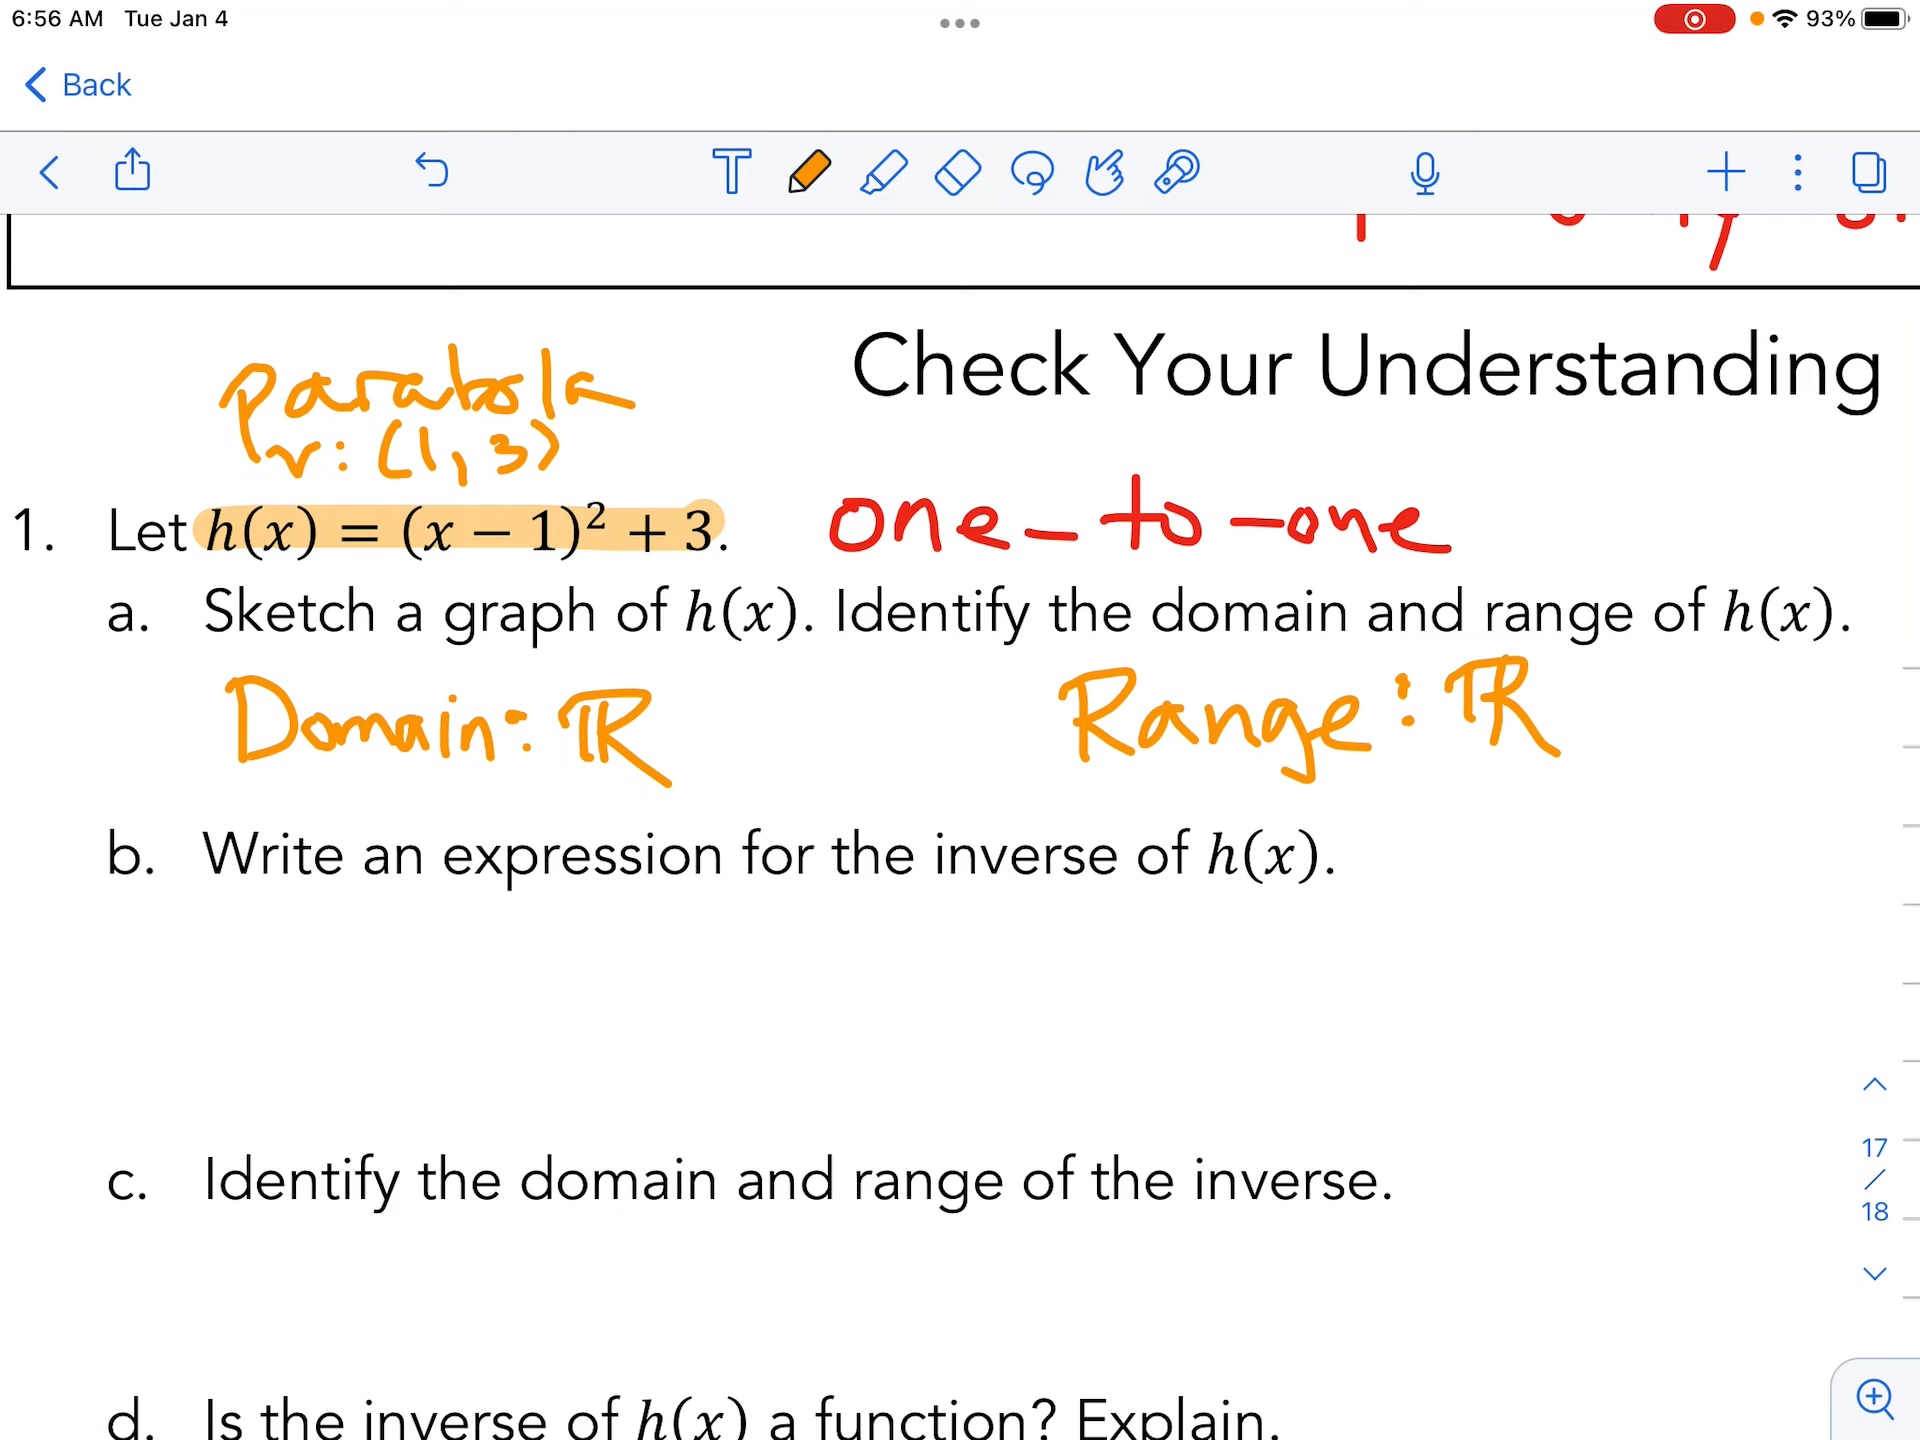 6:56 AM Tue Jan 4
93%
Back
Check Your Understanding
parabola
v: (1, 3)
1. Let h(x) = (x − 1)² + 3. one-to-one
a. Sketch a graph of h(x). Identify the domain and range of h(x).
Domain: ℝ Range: ℝ
b. Write an expression for the inverse of h(x).
c. Identify the domain and range of the inverse.
17
/
18
d. Is the inverse of h(x) a function? Explain.